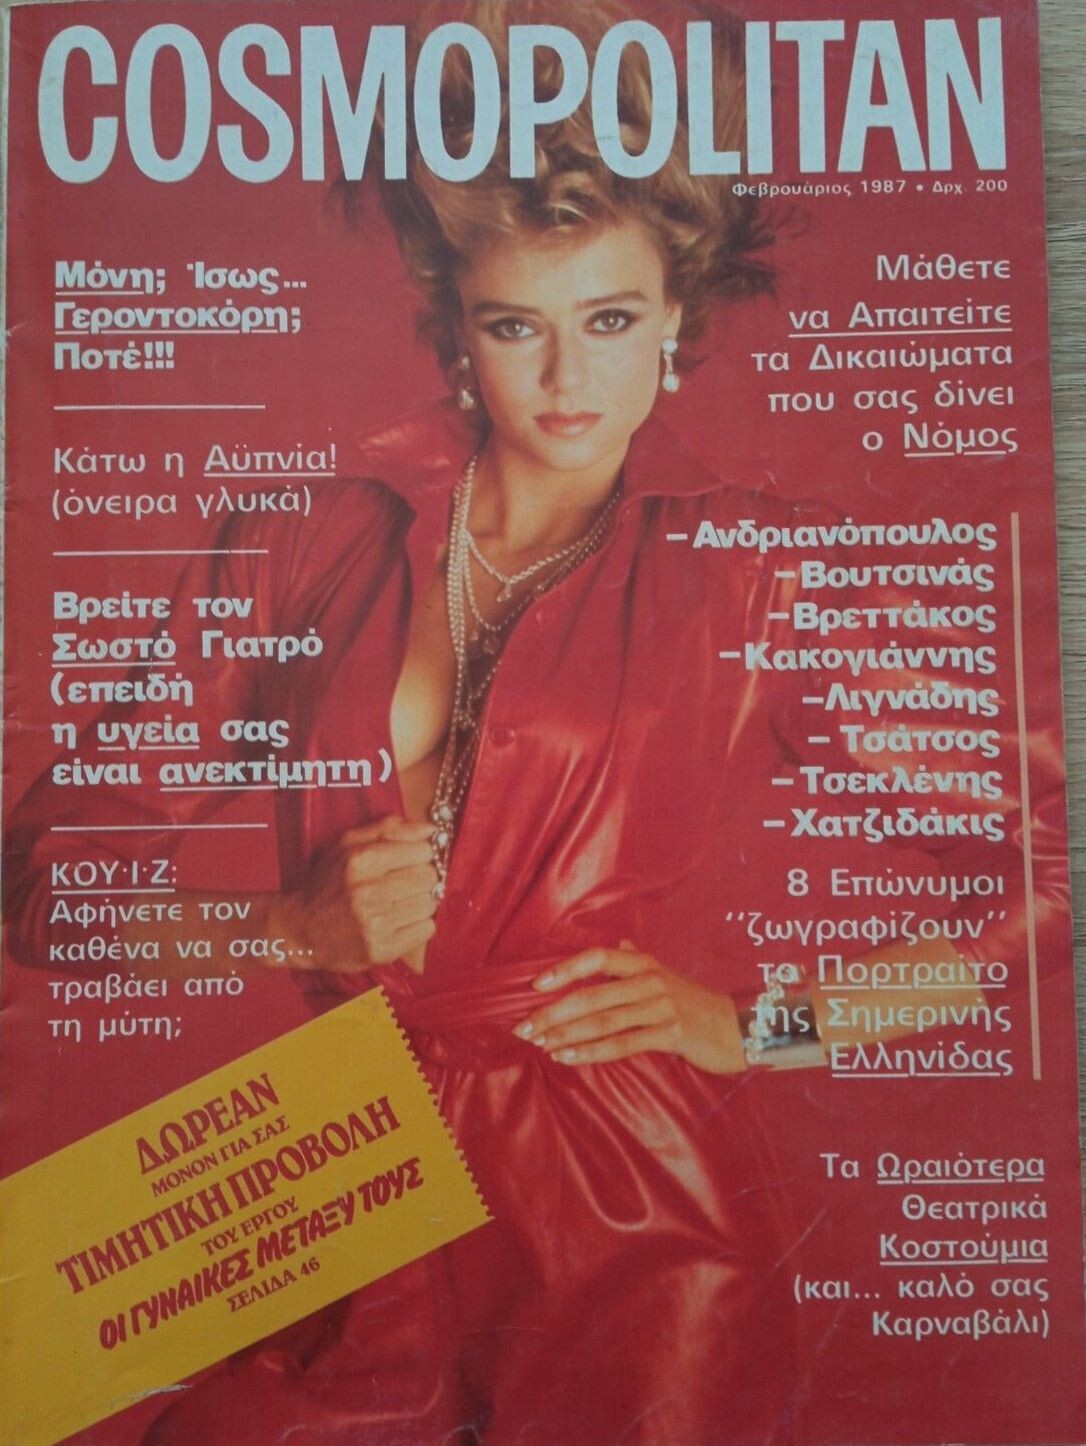 COSMOPOLITAN
Φεβρουάριος 1987 • Δρχ. 200
Μόνη; Ίσως...
Γεροντοκόρη;
Ποτέ!!!
Κάτω η Αϋπνία!
(όνειρα γλυκά)
Βρείτε τον
Σωστό Γιατρό
(επειδή
η υγεία σας
είναι ανεκτίμητη)
ΚΟΥ·Ι·Ζ:
Αφήνετε τον
καθένα να σας...
τραβάει από
τη μύτη;
ΔΩΡΕΑΝ
ΜΟΝΟΝ ΓΙΑ ΣΑΣ
ΤΙΜΗΤΙΚΗ ΠΡΟΒΟΛΗ
ΤΟΥ ΕΡΓΟΥ
ΟΙ ΓΥΝΑΙΚΕΣ ΜΕΤΑΞΥ ΤΟΥΣ
ΣΕΛΙΔΑ 46
Μάθετε
να Απαιτείτε
τα Δικαιώματα
που σας δίνει
ο Νόμος
–Ανδριανόπουλος
–Βουτσινάς
–Βρεττάκος
–Κακογιάννης
–Λιγνάδης
– Τσάτσος
–Τσεκλένης
–Χατζιδάκις
8 Επώνυμοι
"ζωγραφίζουν"
το Πορτραίτο
της Σημερινής
Ελληνίδας
Τα Ωραιότερα
Θεατρικά
Κοστούμια
(και... καλό σας
Καρναβάλι)